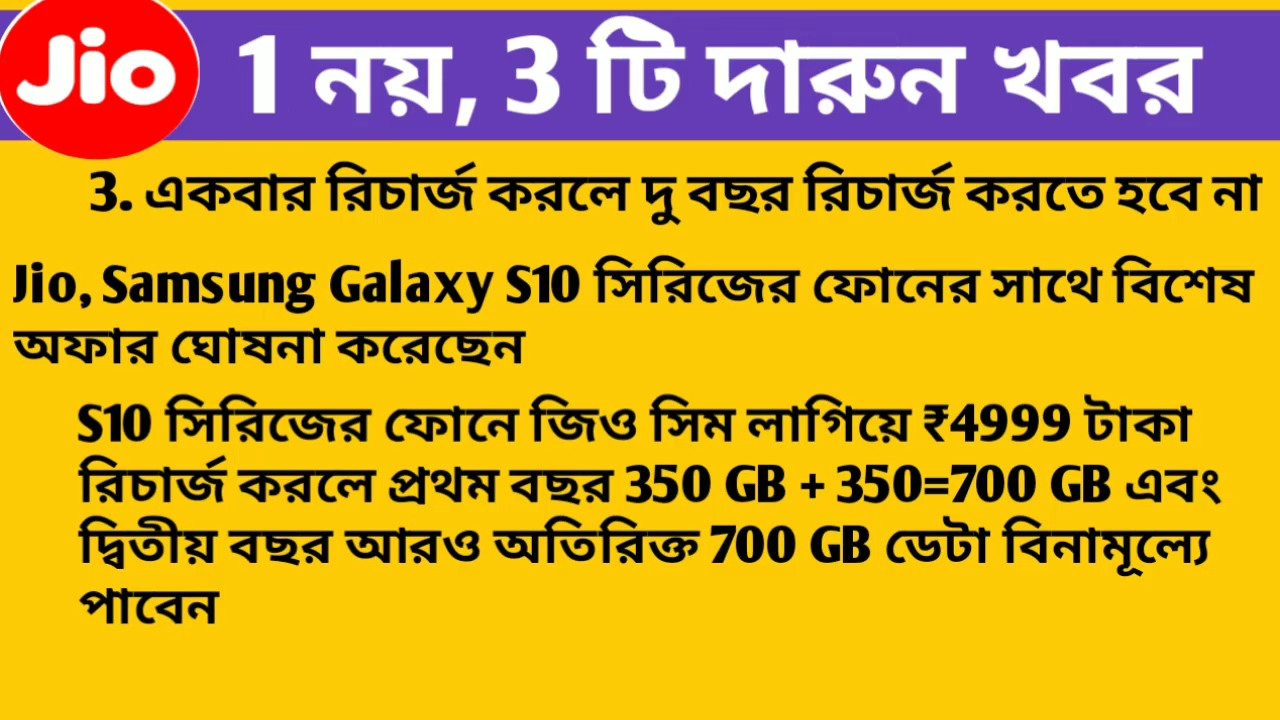 Jio
1 নয়, 3 টি দারুন খবর
3. একবার রিচার্জ করলে দু বছর রিচার্জ করতে হবে না
Jio, Samsung Galaxy S10 সিরিজের ফোনের সাথে বিশেষ
অফার ঘোষনা করেছেন
S10 সিরিজের ফোনে জিও সিম লাগিয়ে ₹4999 টাকা
রিচার্জ করলে প্রথম বছর 350 GB + 350=700 GB এবং
দ্বিতীয় বছর আরও অতিরিক্ত 700 GB ডেটা বিনামূল্যে
পাবেন